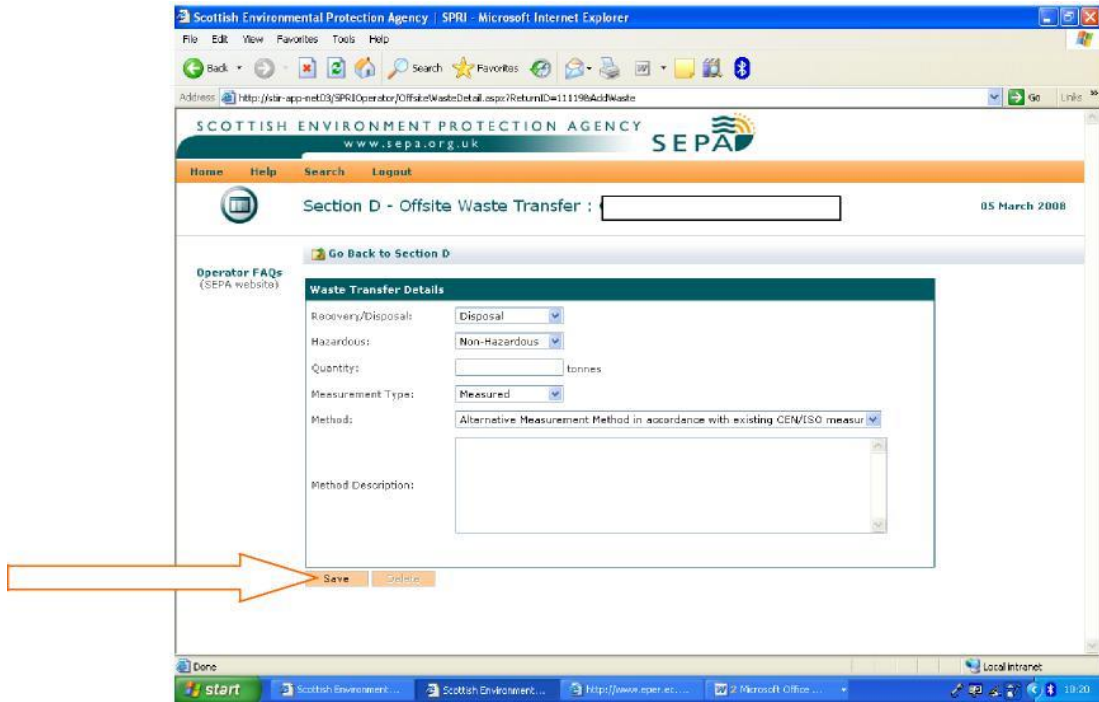 Scottish Environmental Protection Agency | SPRI - Microsoft Internet Explorer
File Edit View Favorites Tools Help
Back Search Favorites
Address http://stir-app-net03/SPRIOperator/OffsiteWasteDetail.aspx?ReturnID=11119&AddWaste Go Links »
SCOTTISH ENVIRONMENT PROTECTION AGENCY
www.sepa.org.uk
SEPA
Home Help Search Logout
Section D - Offsite Waste Transfer : 05 March 2008
Go Back to Section D
Operator FAQs
(SEPA website)
Waste Transfer Details
Recovery/Disposal: Disposal
Hazardous: Non-Hazardous
Quantity: tonnes
Measurement Type: Measured
Method: Alternative Measurement Method in accordance with existing CEN/ISO measur
Method Description:
Save Delete
Done Local intranet
start Scottish Environment ... Scottish Environment... http://www.eper.ec.... 2 Microsoft Office ... 10:20